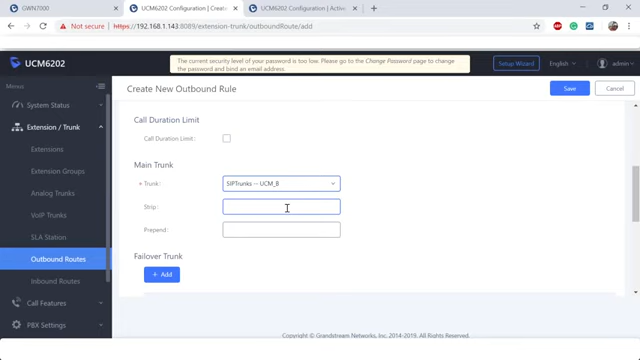 GWN7000
UCM6202 Configuration | Create
UCM6202 Configuration | Active
Not secure
https://192.168.1.143:8089/extension-trunk/outboundRoute/add
UCM6202
The current security level of your password is too low. Please go to the Change Password page to change
the password and bind an email address.
Setup Wizard
English
admin
Menus
Create New Outbound Rule
Save
Cancel
System Status
Extension / Trunk
Extensions
Extension Groups
Analog Trunks
VoIP Trunks
SLA Station
Outbound Routes
Inbound Routes
Call Features
PBX Settings
Call Duration Limit
Call Duration Limit:
Main Trunk
* Trunk:
SIPTrunks -- UCM_B
Strip:
Prepend:
Failover Trunk
+ Add
Copyright © Grandstream Networks, Inc. 2014-2019. All Rights Reserved.